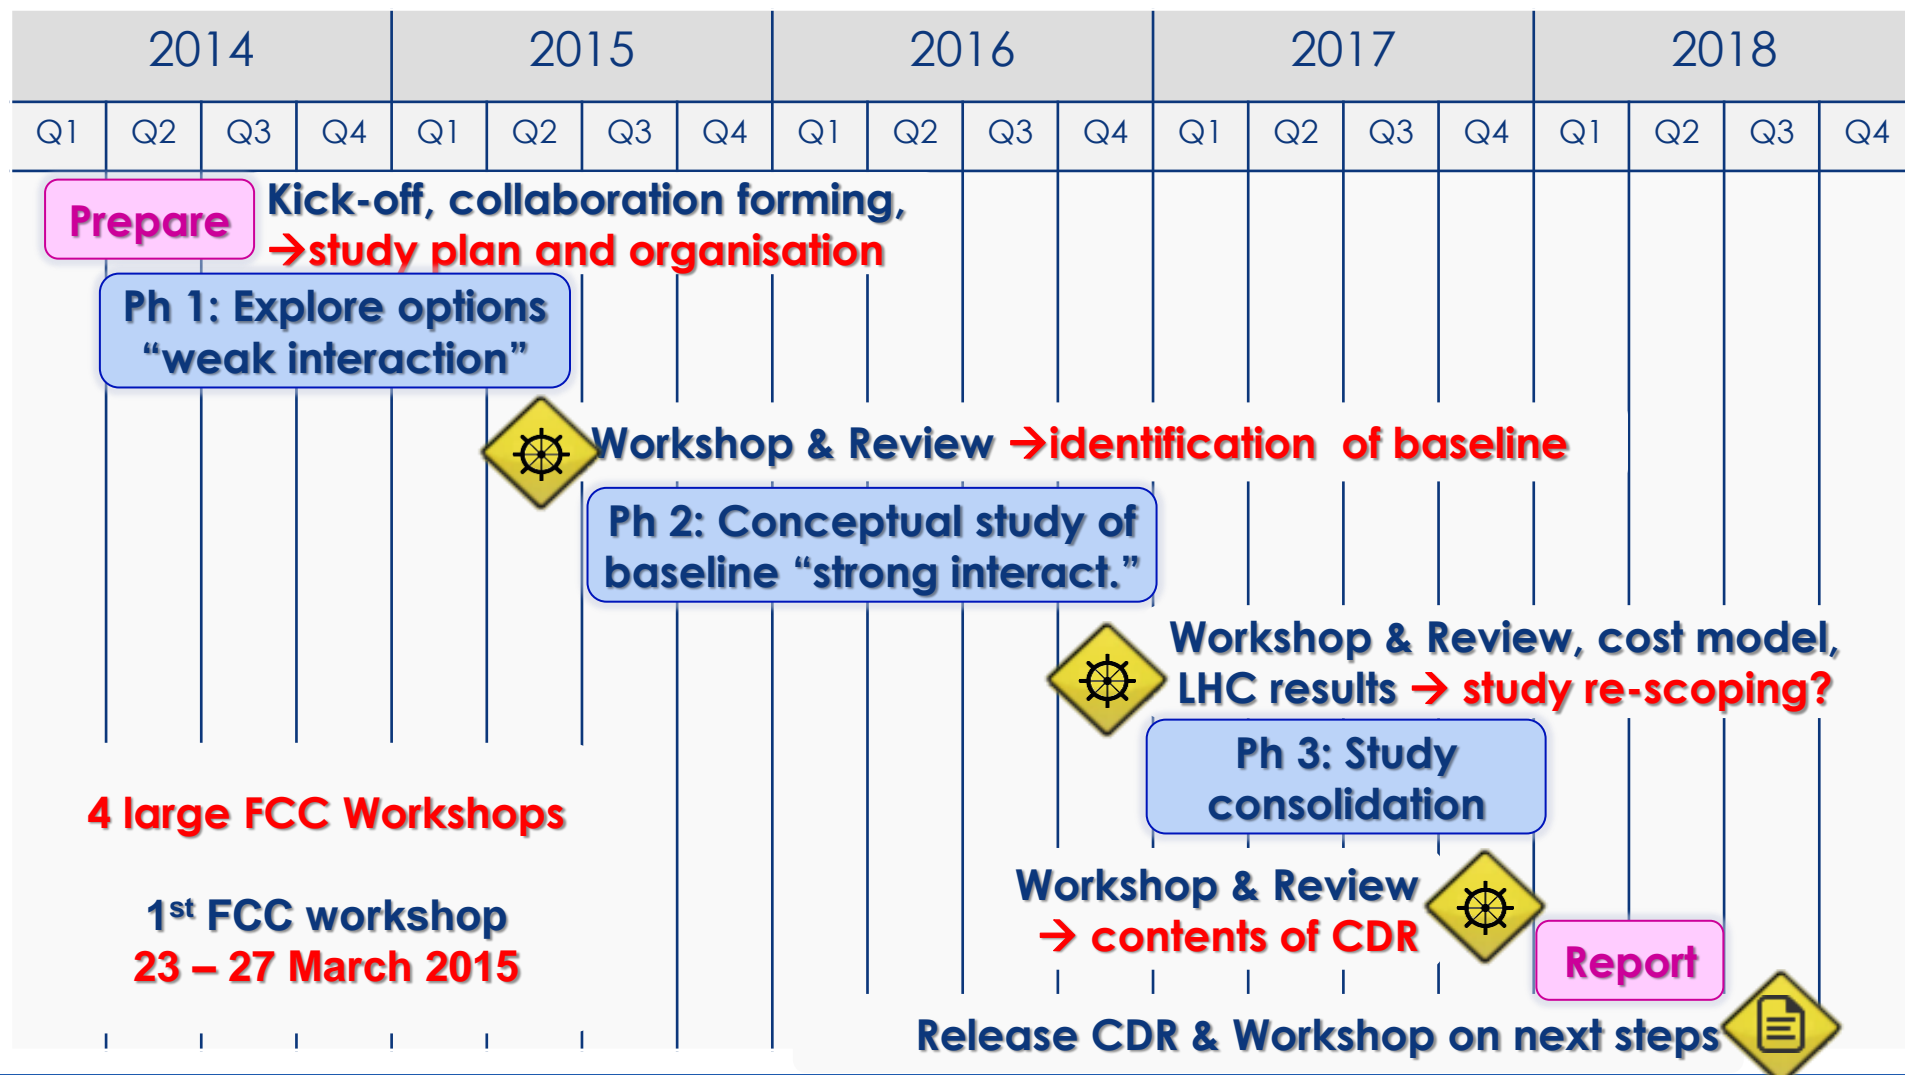 2014 2015 2016 2017 2018
Q1 Q2 Q3 Q4 Q1 Q2 Q3 Q4 Q1 Q2 Q3 Q4 Q1 Q2 Q3 Q4 Q1 Q2 Q3 Q4
Prepare
Kick-off, collaboration forming,
→study plan and organisation
Ph 1: Explore options
“weak interaction”
Workshop & Review →identification of baseline
Ph 2: Conceptual study of
baseline “strong interact.”
Workshop & Review, cost model,
LHC results → study re-scoping?
Ph 3: Study
consolidation
4 large FCC Workshops
1st FCC workshop
23 – 27 March 2015
Workshop & Review
→ contents of CDR
Report
Release CDR & Workshop on next steps